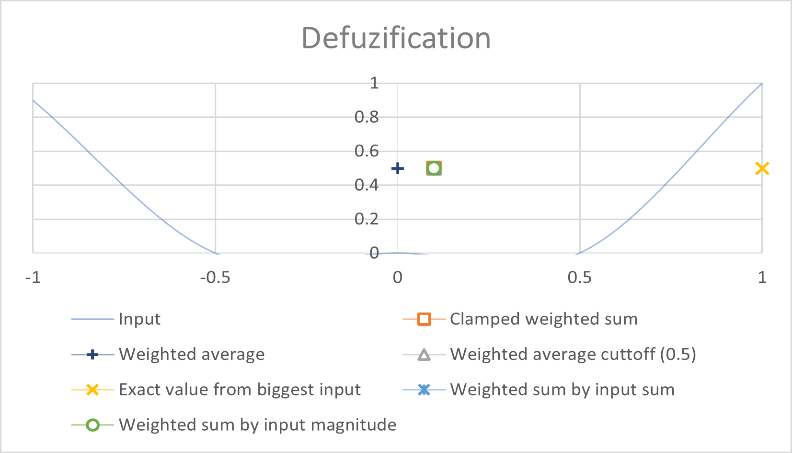 Defuzification
1
0.8
0.6
0.4
0.2
0
-1 -0.5 0 0.5 1
Input Clamped weighted sum
Weighted average Weighted average cuttoff (0.5)
Exact value from biggest input Weighted sum by input sum
Weighted sum by input magnitude